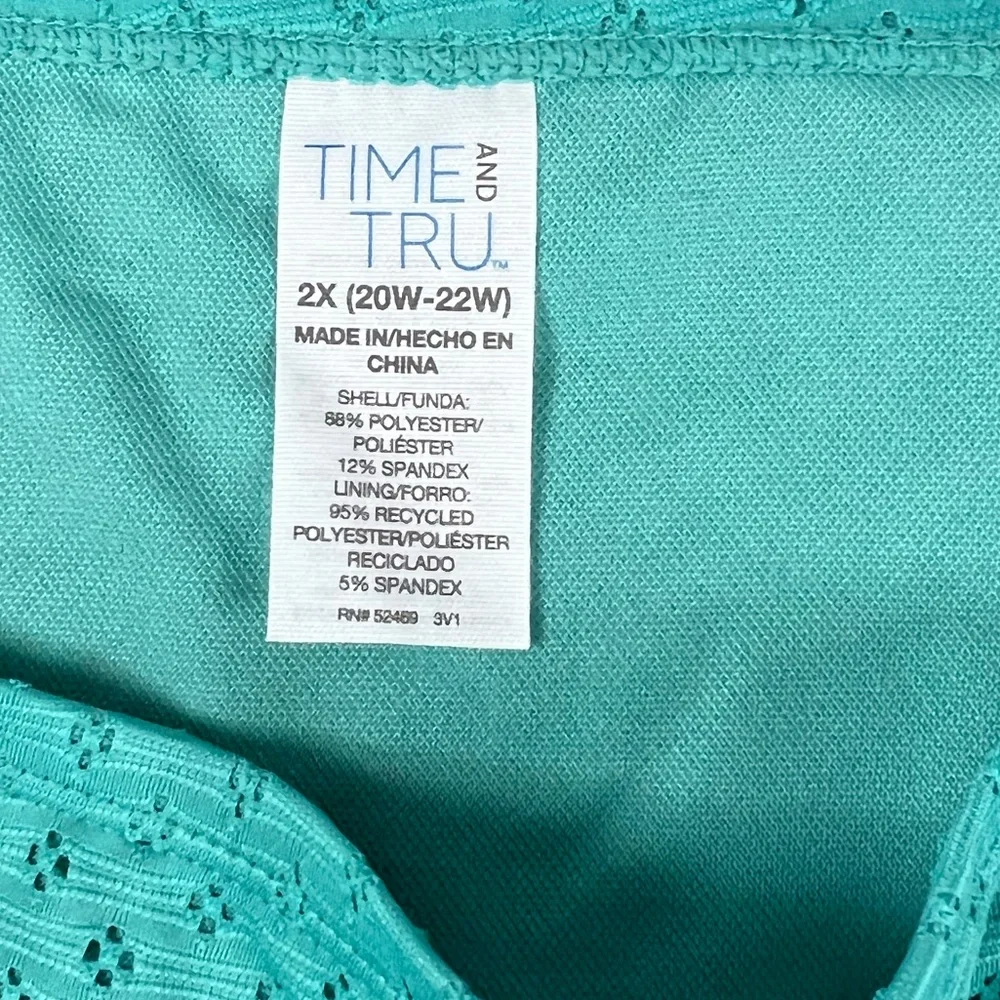 TIME AND
TRU™
2X (20W-22W)
MADE IN/HECHO EN
CHINA
SHELL/FUNDA:
88% POLYESTER/
POLIÉSTER
12% SPANDEX
LINING/FORRO:
95% RECYCLED
POLYESTER/POLIÉSTER
RECICLADO
5% SPANDEX
RN# 52469 3V1